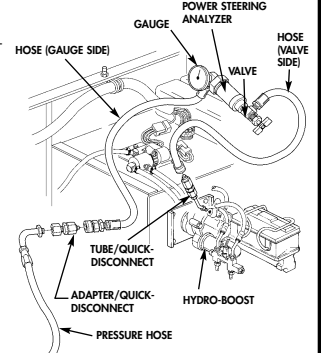 POWER STEERING
ANALYZER
GAUGE
HOSE
(VALVE
SIDE)
HOSE (GAUGE SIDE)
VALVE
TUBE/QUICK-
DISCONNECT
ADAPTER/QUICK-
DISCONNECT
HYDRO-BOOST
PRESSURE HOSE